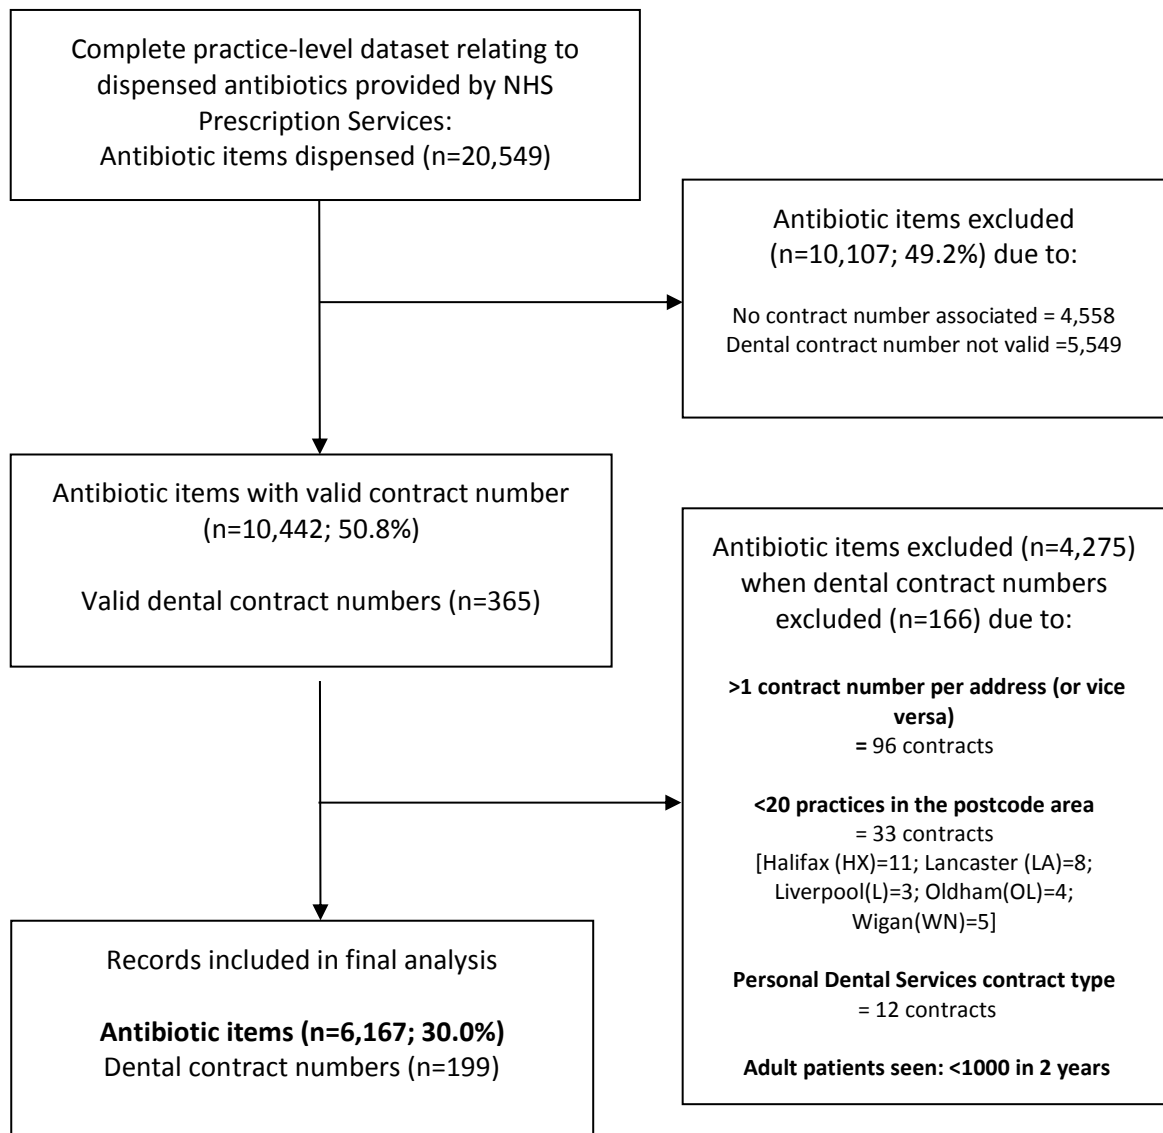 Complete practice-level dataset relating to
dispensed antibiotics provided by NHS
Prescription Services:
Antibiotic items dispensed (n=20,549)
Antibiotic items excluded
(n=10,107; 49.2%) due to:
No contract number associated = 4,558
Dental contract number not valid =5,549
Antibiotic items with valid contract number
(n=10,442; 50.8%)
Valid dental contract numbers (n=365)
Antibiotic items excluded (n=4,275)
when dental contract numbers
excluded (n=166) due to:
>1 contract number per address (or vice
versa)
= 96 contracts
<20 practices in the postcode area
= 33 contracts
[Halifax (HX)=11; Lancaster (LA)=8;
Liverpool(L)=3; Oldham(OL)=4;
Wigan(WN)=5]
Personal Dental Services contract type
= 12 contracts
Adult patients seen: <1000 in 2 years
Records included in final analysis
Antibiotic items (n=6,167; 30.0%)
Dental contract numbers (n=199)